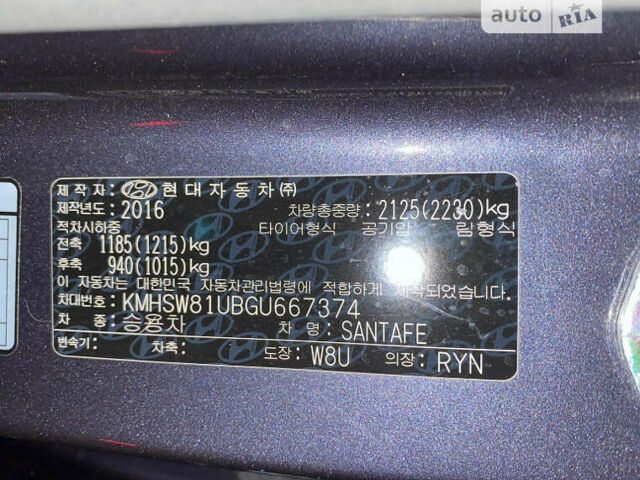 auto RIA
제 작 자 : 현대자동차(주)
제작년도 : 2016 차량총중량 : 2125(2230)kg
적차시하중 타이어형식 공기압 림형식
전축 1185(1215)kg
후축 940(1015)kg
이 자동차는 대한민국 자동차관리법령에 적합하게 제작되었습니다.
차대번호 : KMHSW81UBGU667374
차 종 : 승용차 차 명 : SANTAFE
변속기 : 차축 : 도장 : W8U 의장 : RYN